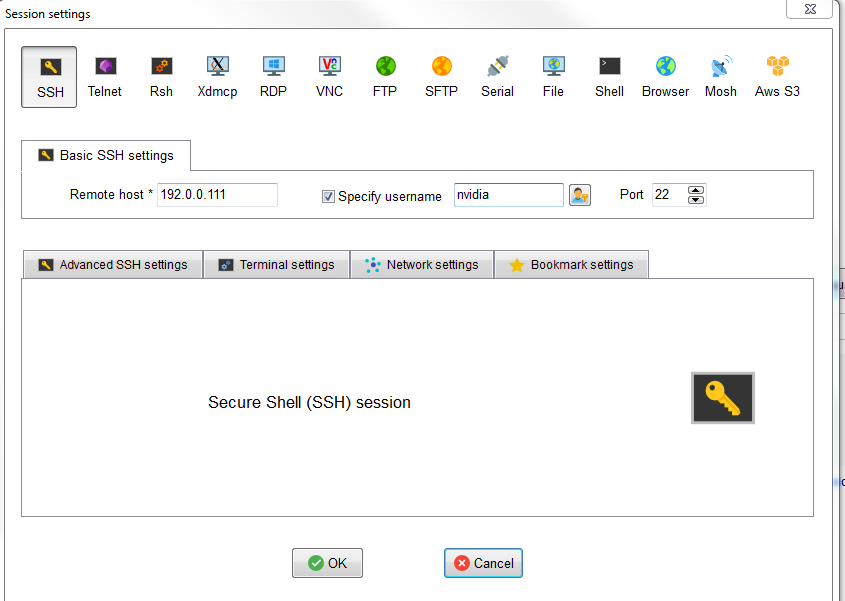 Session settings
SSH Telnet Rsh Xdmcp RDP VNC FTP SFTP Serial File Shell Browser Mosh Aws S3
Basic SSH settings
Remote host * 192.0.0.111 Specify username nvidia Port 22
Advanced SSH settings Terminal settings Network settings Bookmark settings
Secure Shell (SSH) session
OK Cancel